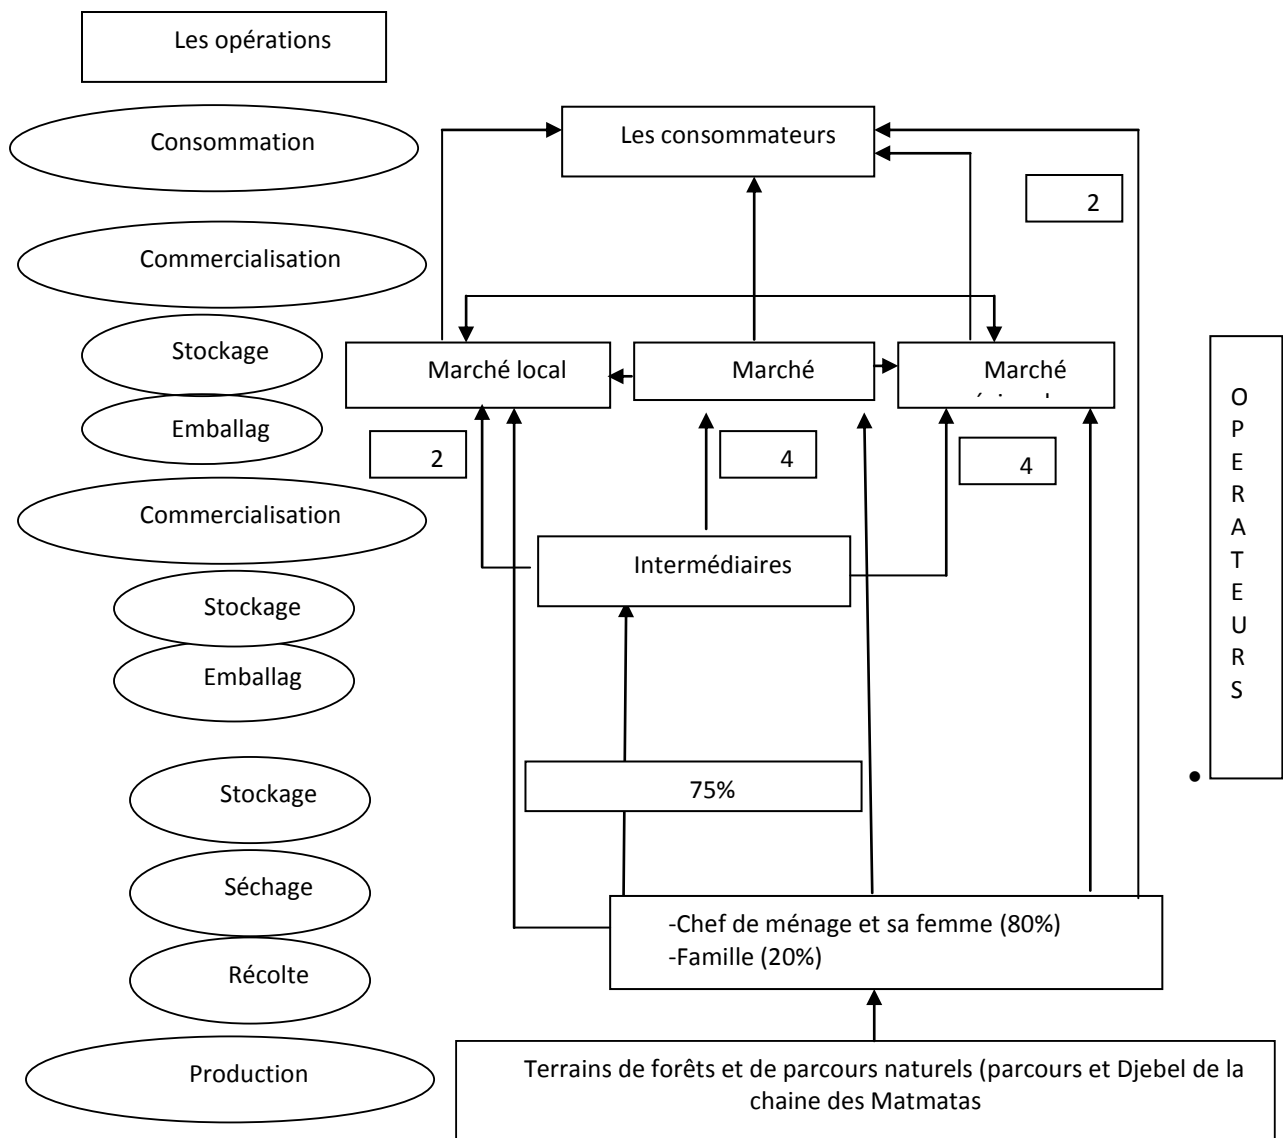 Les opérations
Consommation
Les consommateurs
2
Commercialisation
Stockage
Marché local
Marché
Marché
Emballag
2
4
4
Commercialisation
Intermédiaires
Stockage
Emballag
O
P
E
R
A
T
E
U
R
S
Stockage
75%
Séchage
-Chef de ménage et sa femme (80%)
-Famille (20%)
Récolte
Production
Terrains de forêts et de parcours naturels (parcours et Djebel de la
chaine des Matmatas